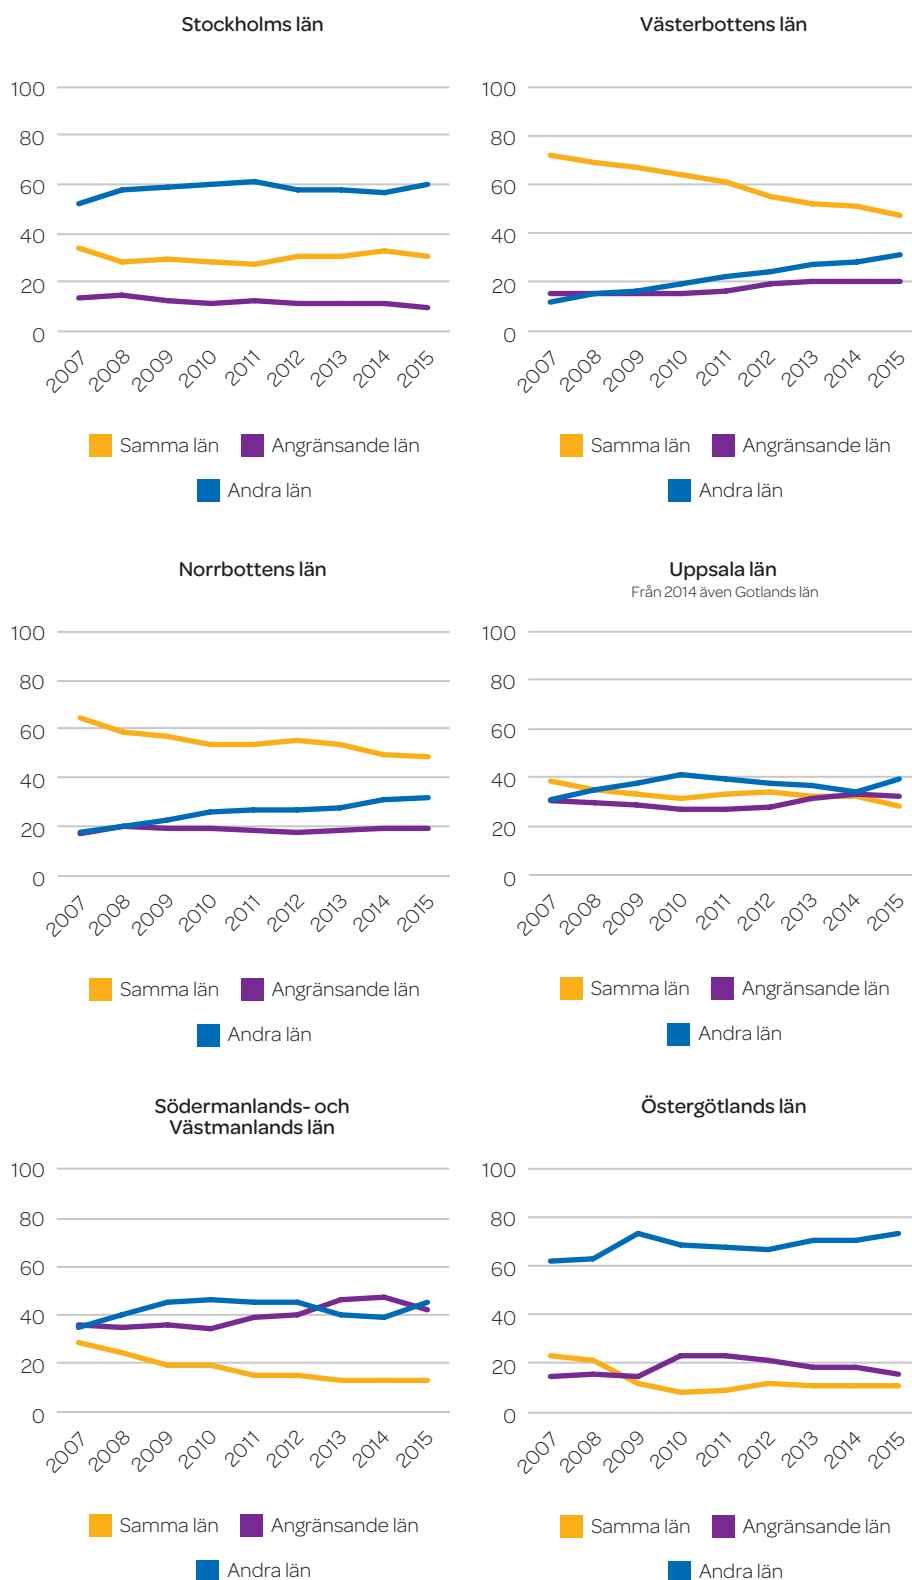 Stockholms län
100
80
60
40
20
0
2007 2008 2009 2010 2011 2012 2013 2014 2015
Samma län Angränsande län
Andra län
Västerbottens län
100
80
60
40
20
0
2007 2008 2009 2010 2011 2012 2013 2014 2015
Samma län Angränsande län
Andra län
Norrbottens län
100
80
60
40
20
0
2007 2008 2009 2010 2011 2012 2013 2014 2015
Samma län Angränsande län
Andra län
Uppsala län
Från 2014 även Gotlands län
100
80
60
40
20
0
2007 2008 2009 2010 2011 2012 2013 2014 2015
Samma län Angränsande län
Andra län
Södermanlands- och
Västmanlands län
100
80
60
40
20
0
2007 2008 2009 2010 2011 2012 2013 2014 2015
Samma län Angränsande län
Andra län
Östergötlands län
100
80
60
40
20
0
2007 2008 2009 2010 2011 2012 2013 2014 2015
Samma län Angränsande län
Andra län